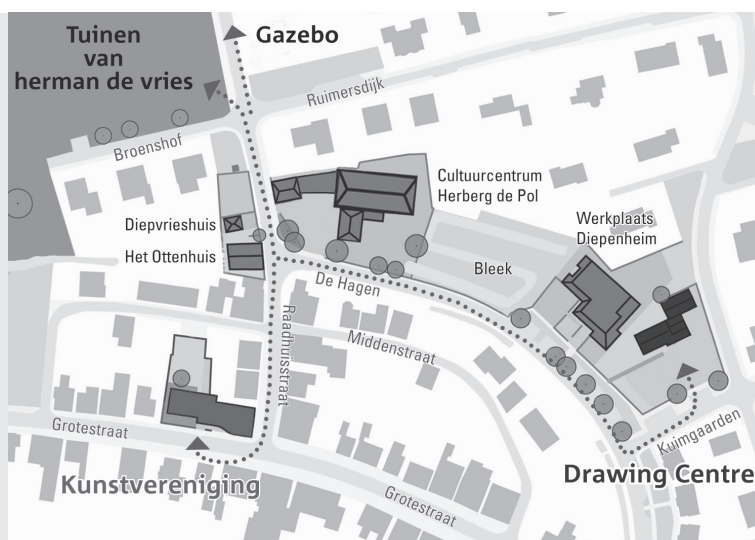 Tuinen
van
herman de vries
Gazebo
Ruimersdijk
Broenshof
Cultuurcentrum
Herberg de Pol
Diepvrieshuis
Het Ottenhuis
Werkplaats
Diepenheim
Bleek
De Hagen
Raadhuisstraat
Middenstraat
Grotestraat
Kuimgaarden
Kunstvereniging
Drawing Centre
Grotestraat